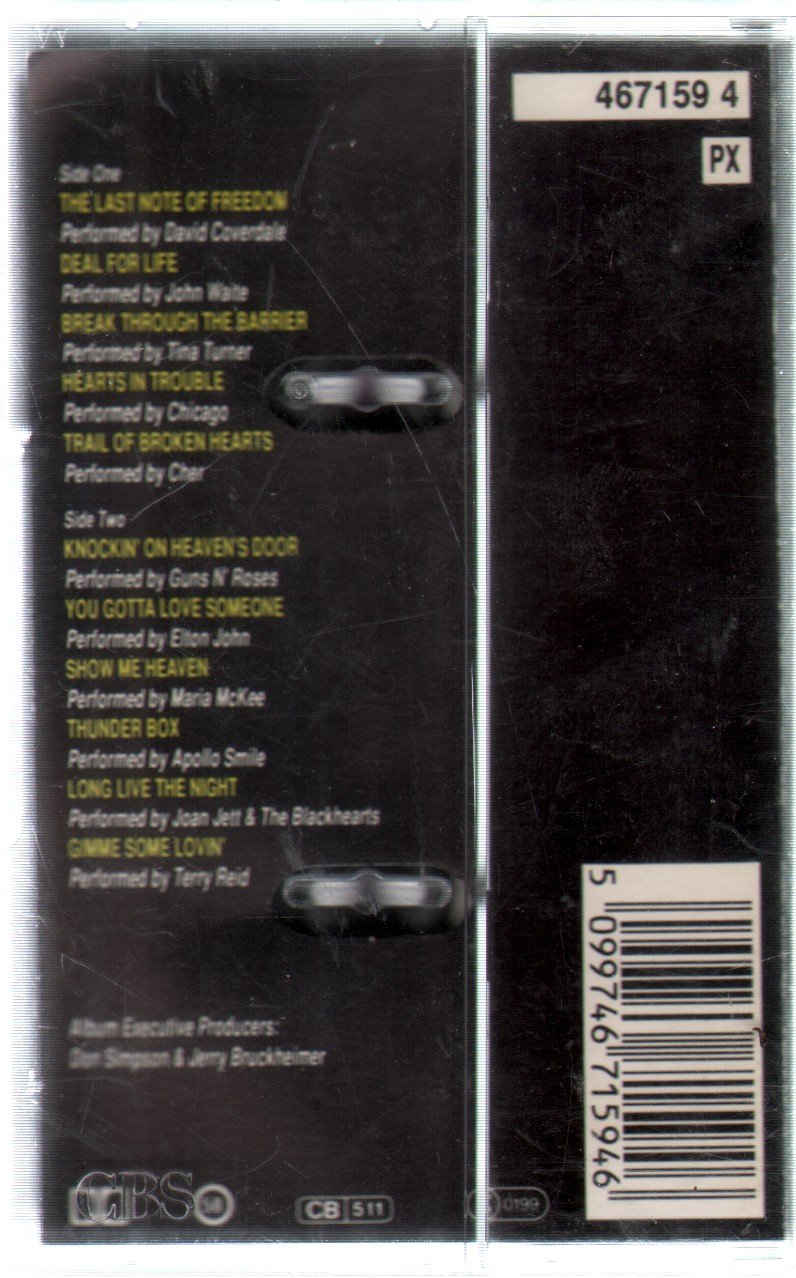 467159 4
PX
Side One
THE LAST NOTE OF FREEDOM
Performed by David Coverdale
DEAL FOR LIFE
Performed by John Waite
BREAK THROUGH THE BARRIER
Performed by Tina Turner
HEARTS IN TROUBLE
Performed by Chicago
TRAIL OF BROKEN HEARTS
Performed by Cher
Side Two
KNOCKIN' ON HEAVEN'S DOOR
Performed by Guns N' Roses
YOU GOTTA LOVE SOMEONE
Performed by Elton John
SHOW ME HEAVEN
Performed by Maria McKee
THUNDER BOX
Performed by Apollo Smile
LONG LIVE THE NIGHT
Performed by Joan Jett & The Blackhearts
GIMME SOME LOVIN'
Performed by Terry Reid
Album Executive Producers:
Don Simpson & Jerry Bruckheimer
5 099746 715946
CBS
CB 511
0199